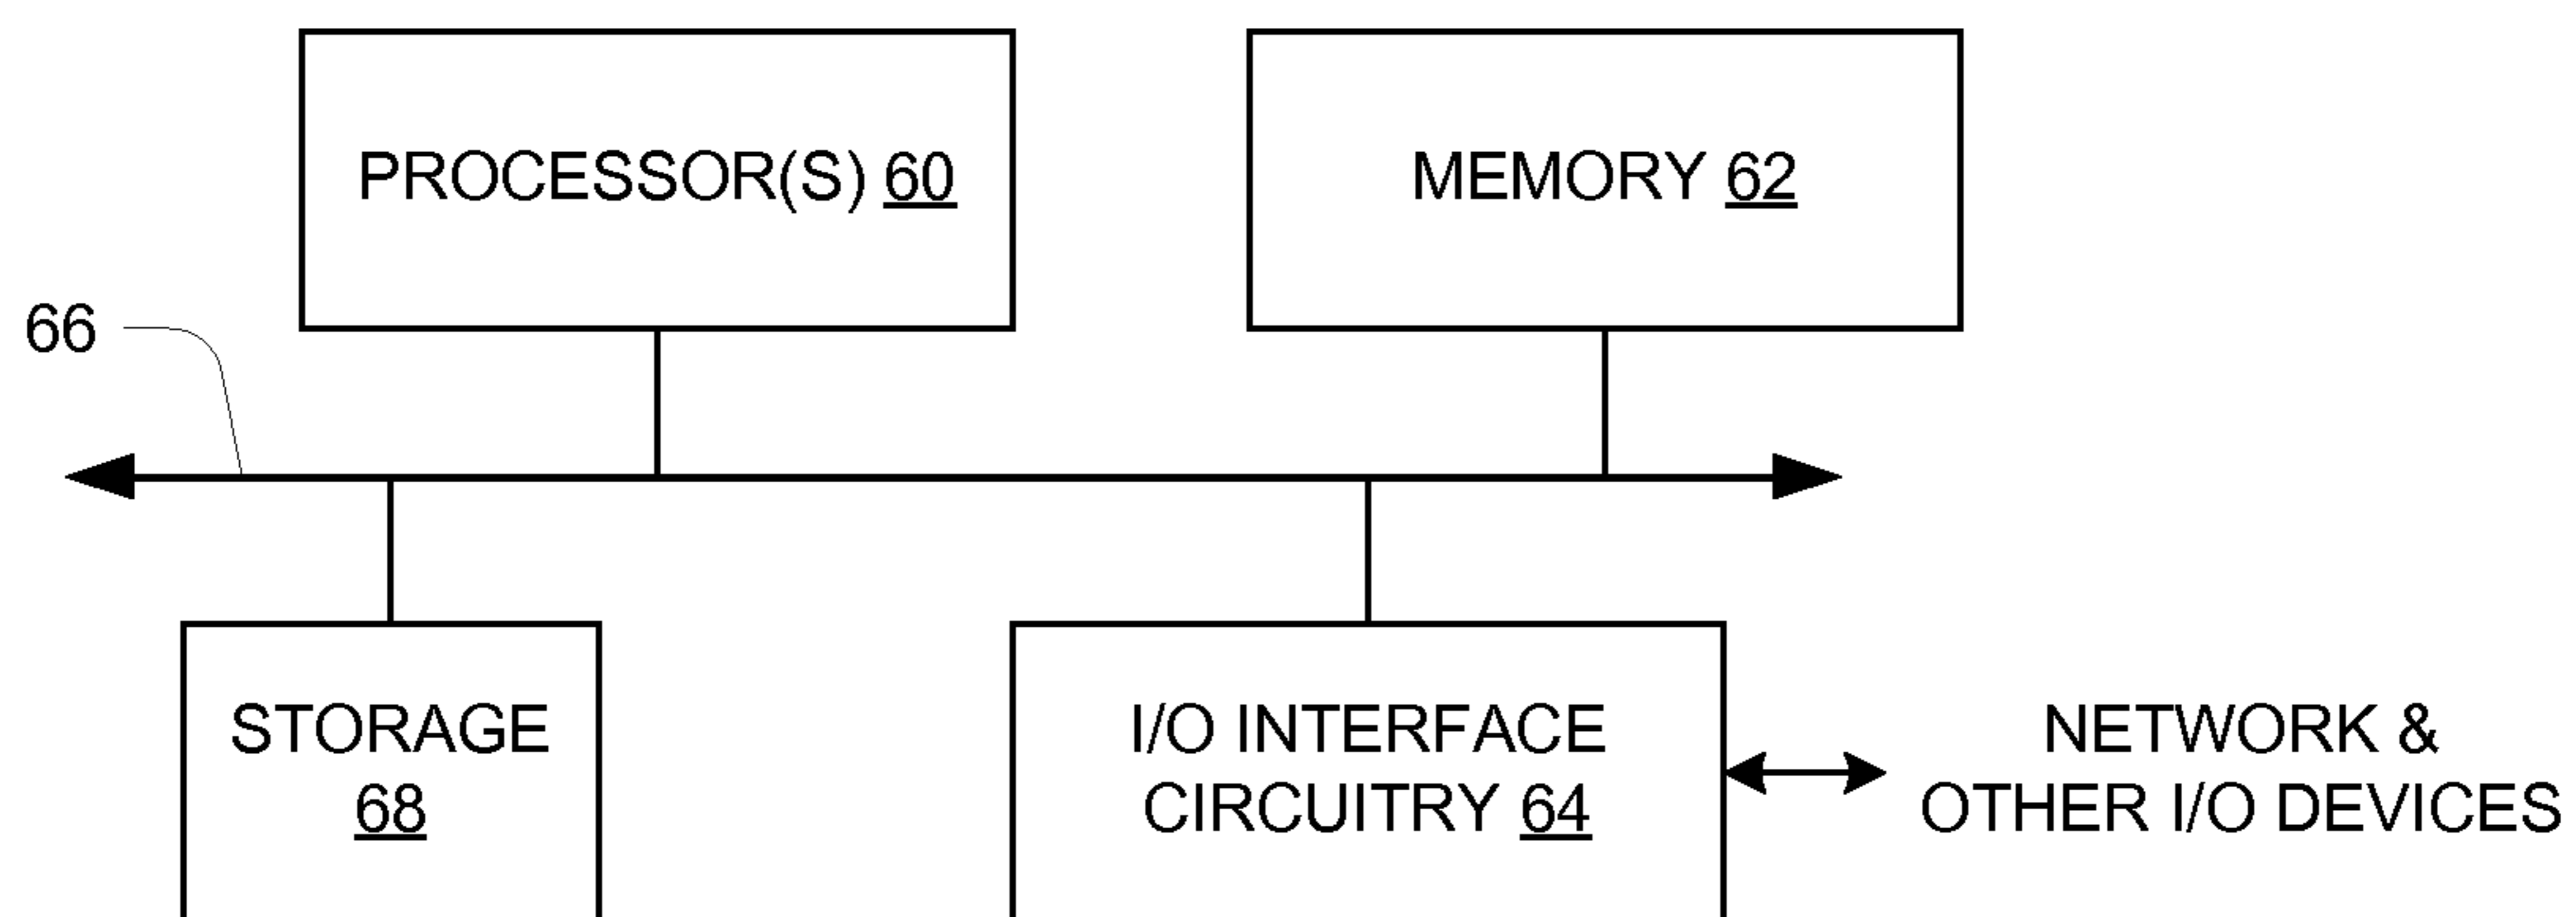 PROCESSOR(S) 60
MEMORY 62
66
STORAGE
68
I/O INTERFACE
CIRCUITRY 64
NETWORK &
OTHER I/O DEVICES